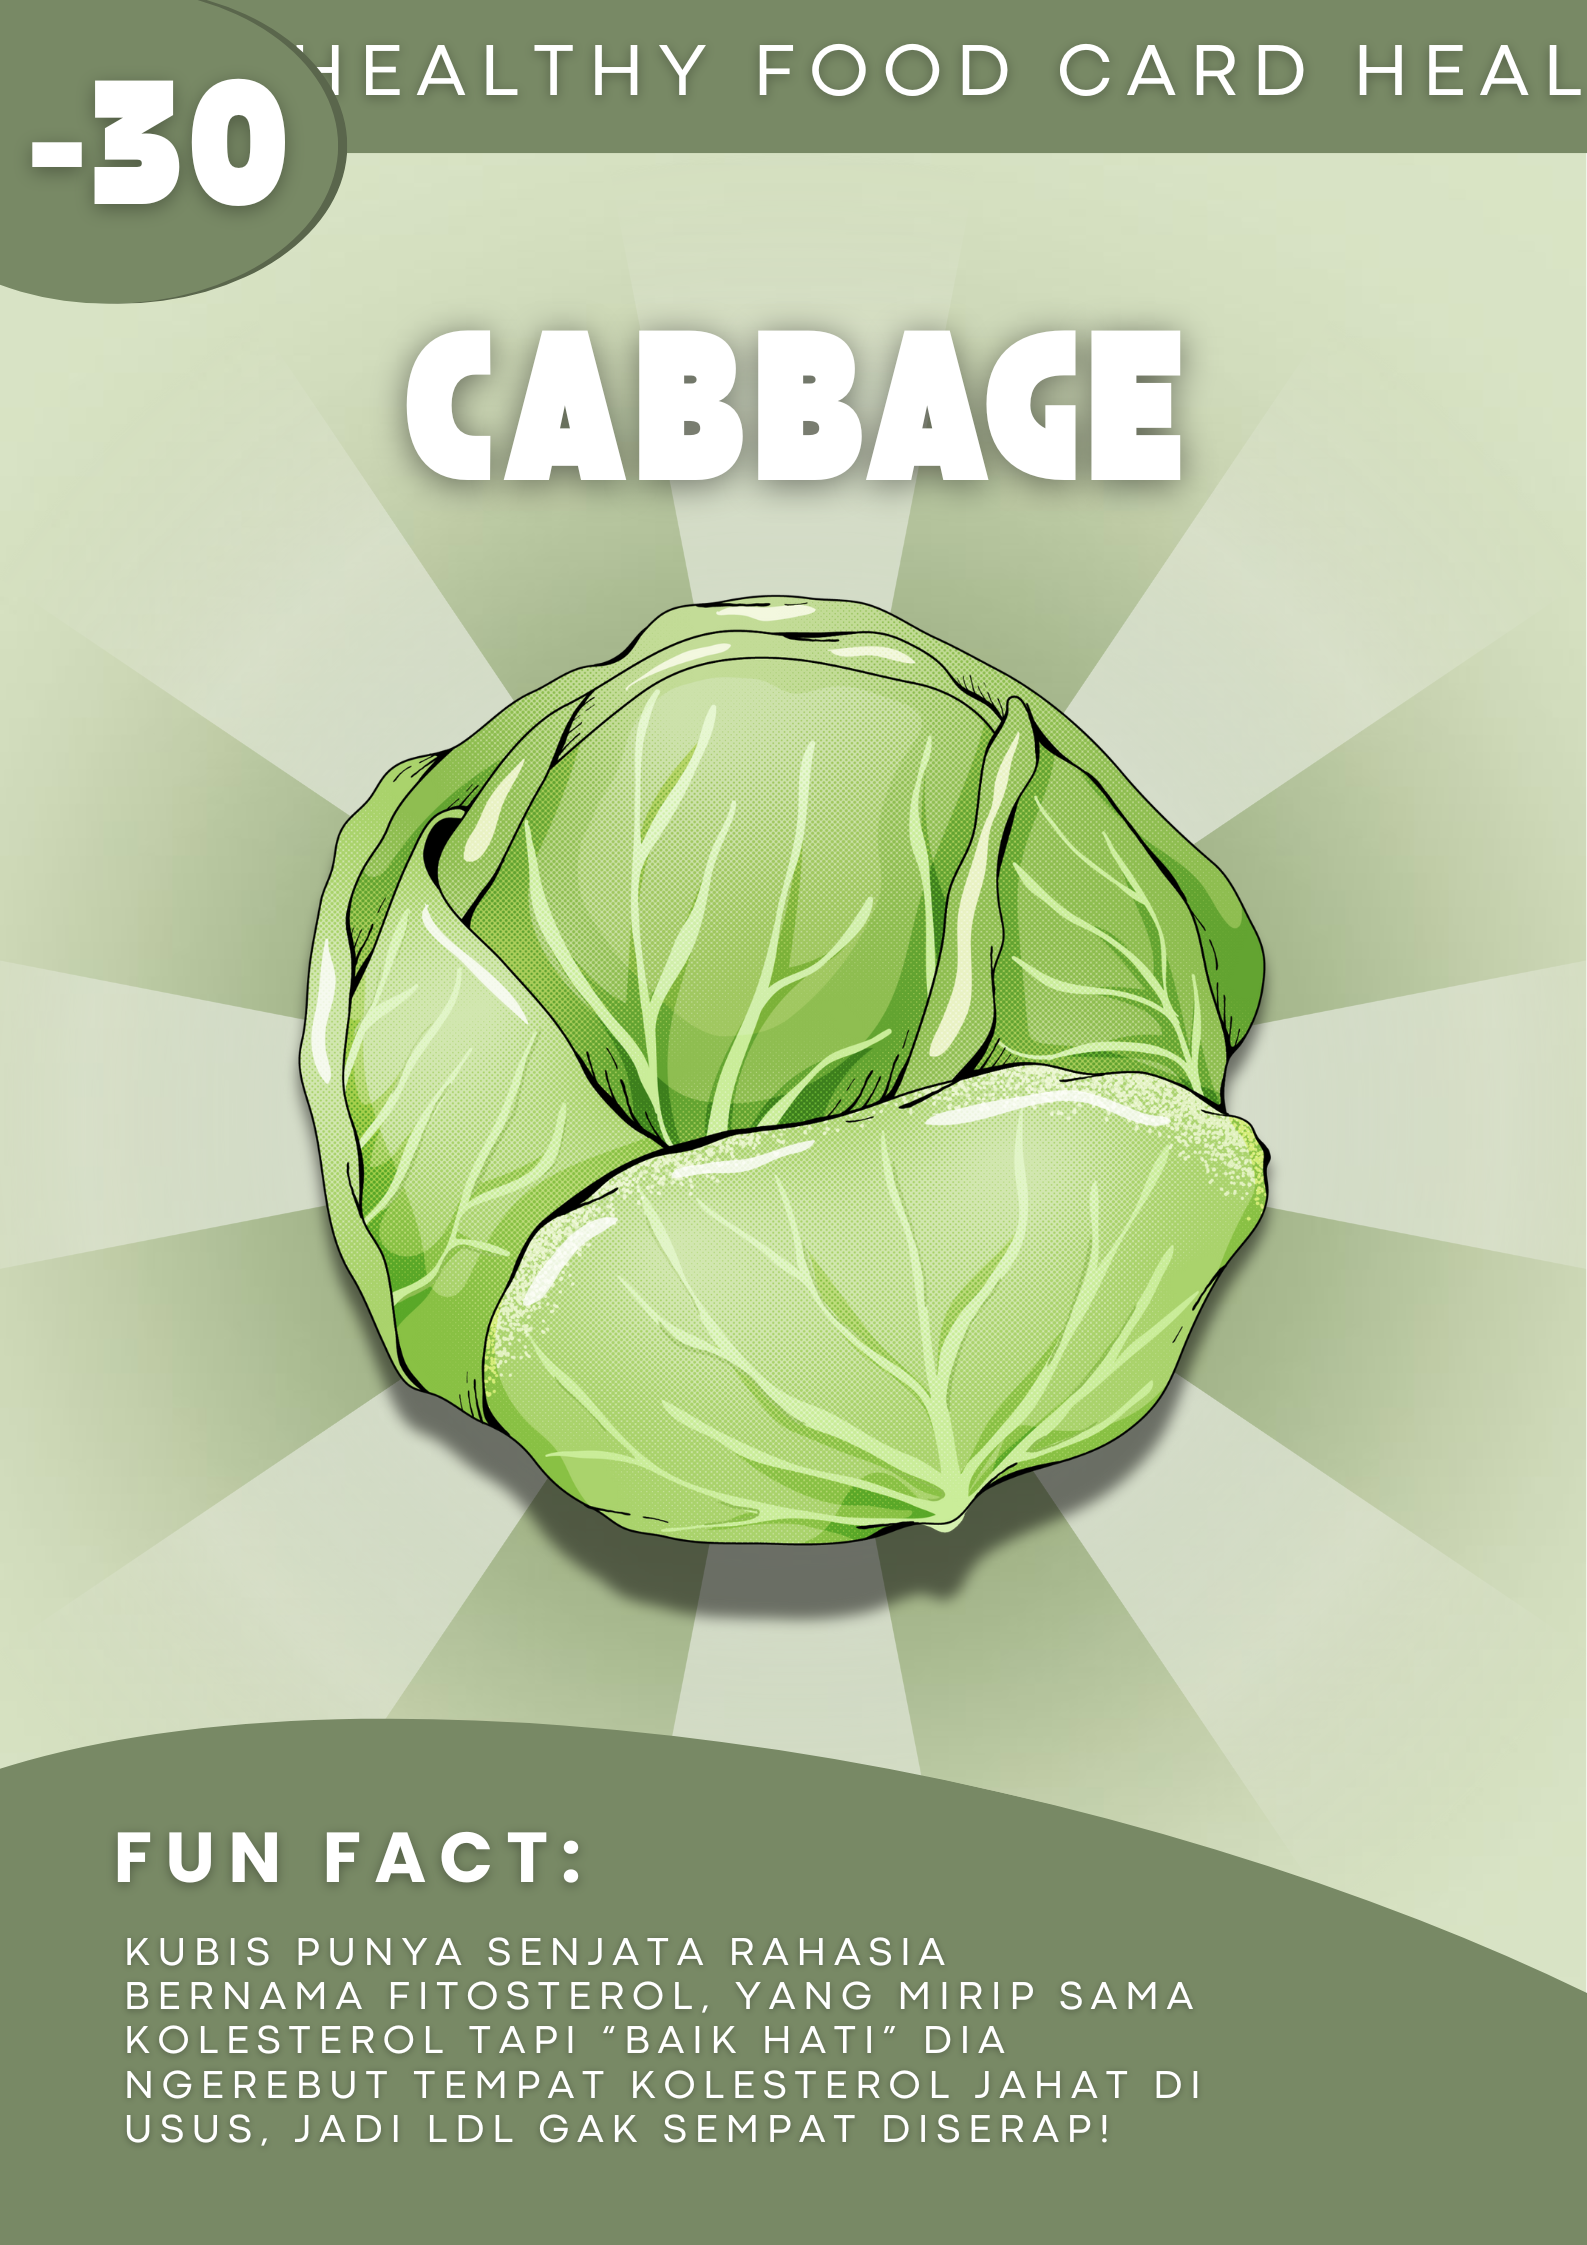 HEALTHY FOOD CARD HEAL
-30
CABBAGE
FUN FACT:
KUBIS PUNYA SENJATA RAHASIA
BERNAMA FITOSTEROL, YANG MIRIP SAMA
KOLESTEROL TAPI “BAIK HATI” DIA
NGEREBUT TEMPAT KOLESTEROL JAHAT DI
USUS, JADI LDL GAK SEMPAT DISERAP!